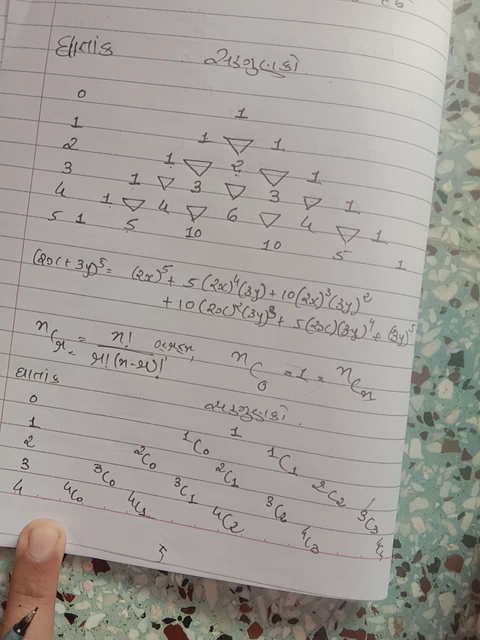 ઘાતાંક સહગુણકો
0 1
1 1 1
2 1 2 1
3 1 3 3 1
4 1 4 6 4 1
5 1 5 10 10 5 1
(2x + 3y)^5 = (2x)^5 + 5(2x)^4(3y) + 10(2x)^3(3y)^2
+ 10(2x)^2(3y)^3 + 5(2x)(3y)^4 + (3y)^5
nCr = n!/r!(n-r)! , nC0 = 1 = nCn
ઘાતાંક સહગુણકો
0 1
1 1C0 1C1
2 2C0 2C1 2C2
3 3C0 3C1 3C2 3C3
4 4C0 4C1 4C2 4C3 4C4
5